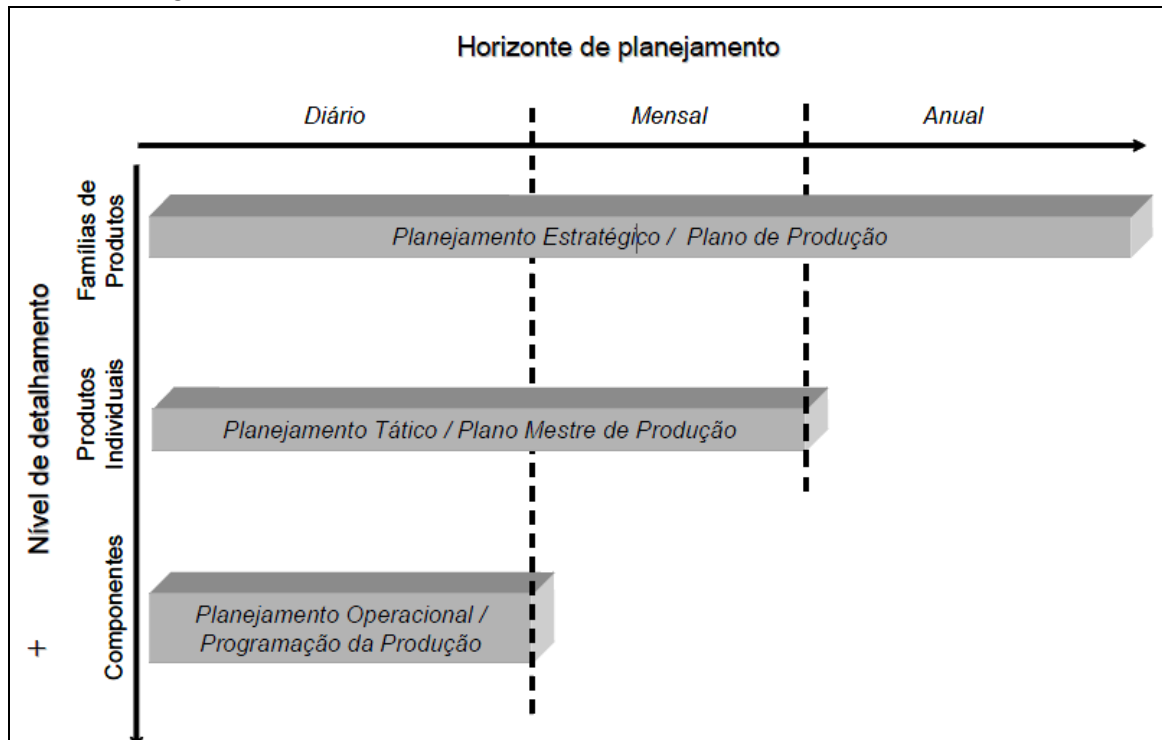 Horizonte de planejamento
Diário
Mensal
Anual
Famílias de
Produtos
Planejamento Estratégico / Plano de Produção
Nível de detalhamento
Produtos
Individuais
Planejamento Tático / Plano Mestre de Produção
Componentes
Planejamento Operacional /
Programação da Produção
+